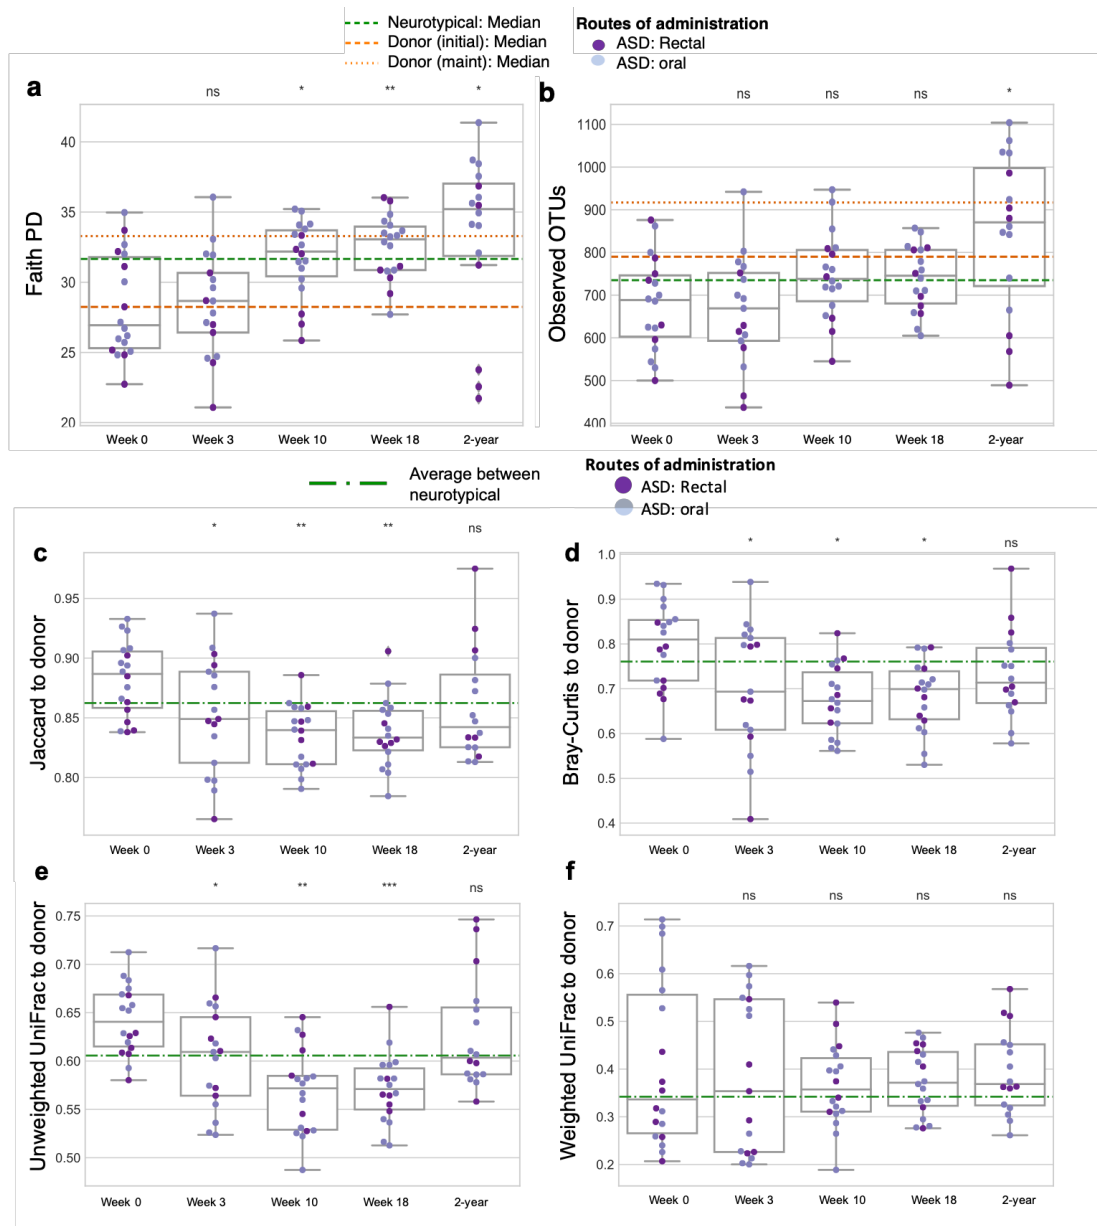 Neurotypical: Median
Donor (initial): Median
Donor (maint): Median
Routes of administration
ASD: Rectal
ASD: oral
a
ns * ** *
Faith PD
40
35
30
25
20
Week 0 Week 3 Week 10 Week 18 2-year
b
ns ns ns *
Observed OTUs
1100
1000
900
800
700
600
500
400
Week 0 Week 3 Week 10 Week 18 2-year
Average between
neurotypical
Routes of administration
ASD: Rectal
ASD: oral
c
* ** ** ns
Jaccard to donor
0.95
0.90
0.85
0.80
Week 0 Week 3 Week 10 Week 18 2-year
d
* * * ns
Bray-Curtis to donor
1.0
0.9
0.8
0.7
0.6
0.5
0.4
Week 0 Week 3 Week 10 Week 18 2-year
e
* ** *** ns
Unweighted UniFrac to donor
0.75
0.70
0.65
0.60
0.55
0.50
Week 0 Week 3 Week 10 Week 18 2-year
f
ns ns ns ns
Weighted UniFrac to donor
0.7
0.6
0.5
0.4
0.3
0.2
Week 0 Week 3 Week 10 Week 18 2-year